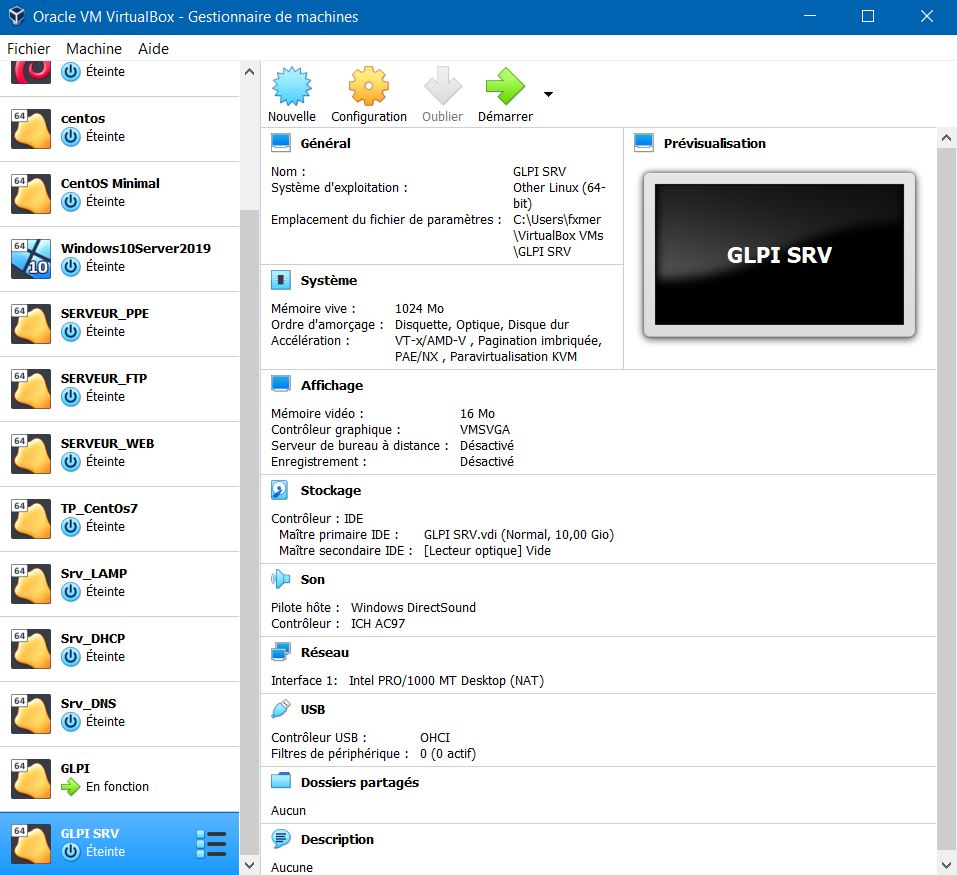 Oracle VM VirtualBox - Gestionnaire de machines
Fichier Machine Aide
Éteinte
64
centos
Éteinte
64
CentOS Minimal
Éteinte
64
10
Windows10Server2019
Éteinte
64
SERVEUR_PPE
Éteinte
64
SERVEUR_FTP
Éteinte
64
SERVEUR_WEB
Éteinte
64
TP_CentOs7
Éteinte
64
Srv_LAMP
Éteinte
64
Srv_DHCP
Éteinte
64
Srv_DNS
Éteinte
64
GLPI
En fonction
64
GLPI SRV
Éteinte
Nouvelle Configuration Oublier Démarrer
Général
Nom : GLPI SRV
Système d'exploitation : Other Linux (64-
bit)
Emplacement du fichier de paramètres : C:\Users\fxmer
\VirtualBox VMs
\GLPI SRV
Prévisualisation
GLPI SRV
Système
Mémoire vive : 1024 Mo
Ordre d'amorçage : Disquette, Optique, Disque dur
Accélération : VT-x/AMD-V , Pagination imbriquée,
PAE/NX , Paravirtualisation KVM
Affichage
Mémoire vidéo : 16 Mo
Contrôleur graphique : VMSVGA
Serveur de bureau à distance : Désactivé
Enregistrement : Désactivé
Stockage
Contrôleur : IDE
Maître primaire IDE : GLPI SRV.vdi (Normal, 10,00 Gio)
Maître secondaire IDE : [Lecteur optique] Vide
Son
Pilote hôte : Windows DirectSound
Contrôleur : ICH AC97
Réseau
Interface 1: Intel PRO/1000 MT Desktop (NAT)
USB
Contrôleur USB : OHCI
Filtres de périphérique : 0 (0 actif)
Dossiers partagés
Aucun
Description
Aucune